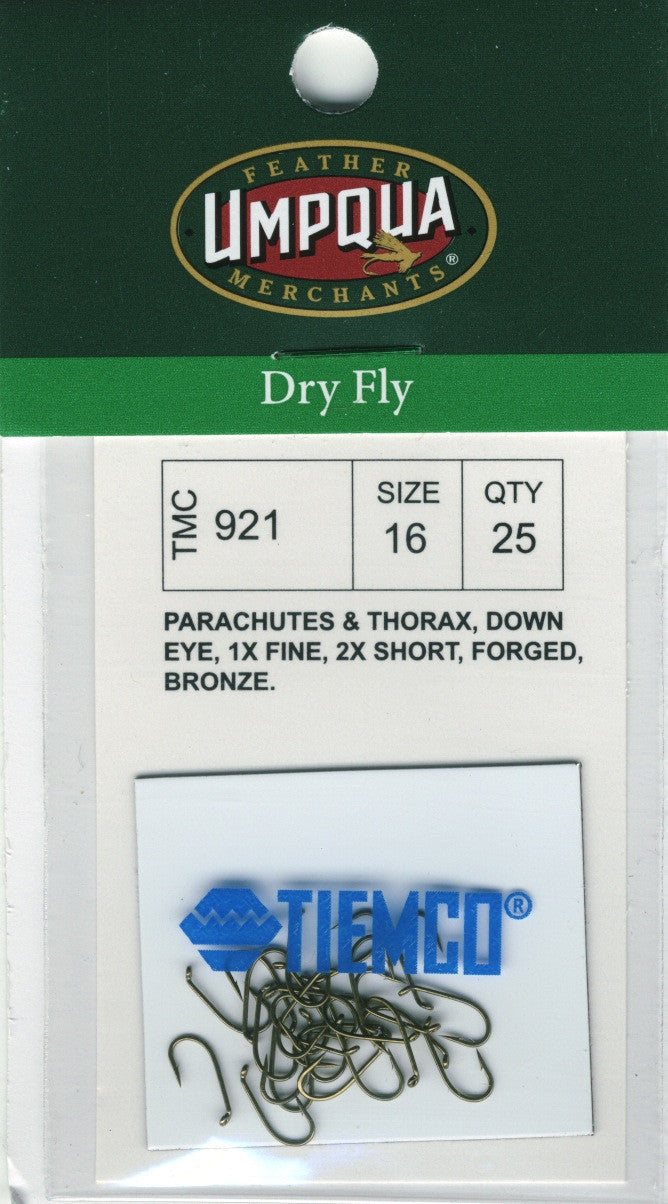 FEATHER
UMPQUA
MERCHANTS®
Dry Fly
TMC 921
SIZE 16
QTY 25
PARACHUTES & THORAX, DOWN
EYE, 1X FINE, 2X SHORT, FORGED,
BRONZE.
TIEMCO®